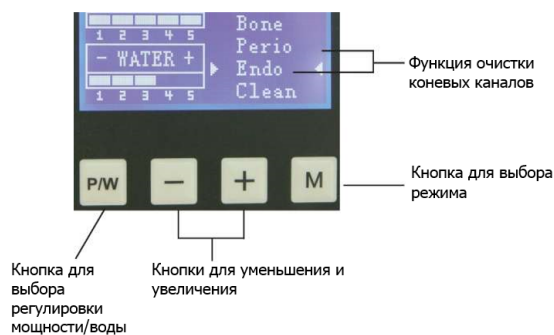 Bone
1 2 3 4 5
Perio
- WATER +
Endo
1 2 3 4 5
Clean
Функция очистки
коневых каналов
P/W
−
+
M
Кнопка для выбора
режима
Кнопка для
выбора
регулировки
мощности/воды
Кнопки для уменьшения и
увеличения